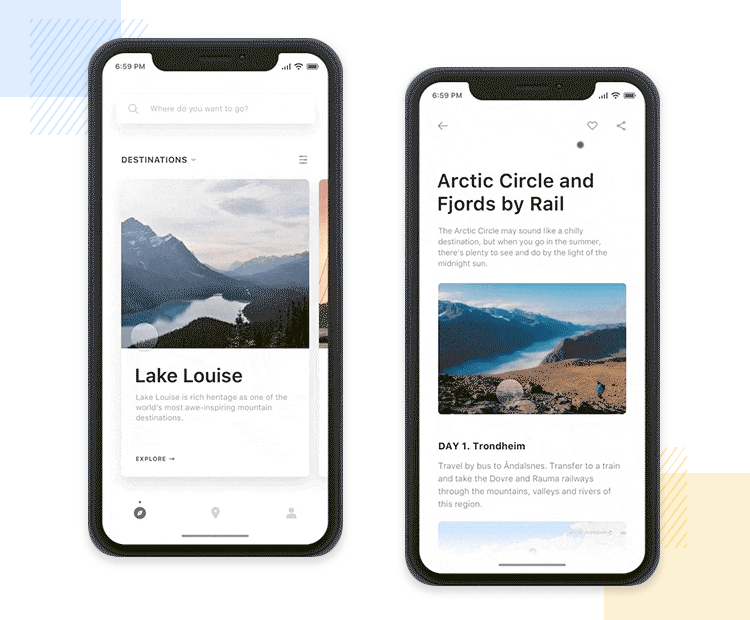 6:59 PM
Where do you want to go?
DESTINATIONS
Lake Louise
Lake Louise is rich heritage as one of the
world's most awe-inspiring mountain
destinations.
EXPLORE →
6:59 PM
Arctic Circle and
Fjords by Rail
The Arctic Circle may sound like a chilly
destination, but when you go in the summer,
there's plenty to see and do by the light of the
midnight sun.
DAY 1. Trondheim
Travel by bus to Åndalsnes. Transfer to a train
and take the Dovre and Rauma railways
through the mountains, valleys and rivers of
this region.